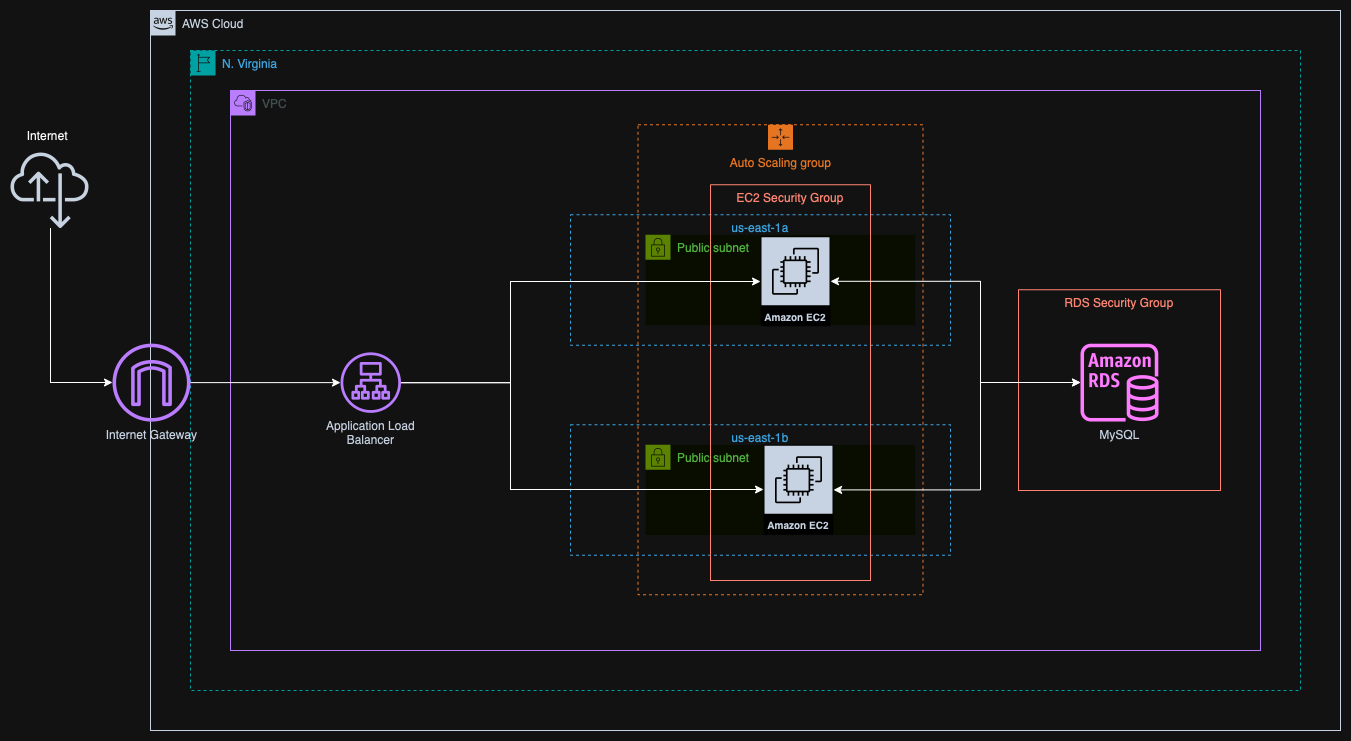 aws
AWS Cloud
N. Virginia
VPC
Internet
Auto Scaling group
EC2 Security Group
us-east-1a
Public subnet
Amazon EC2
RDS Security Group
Amazon
RDS
MySQL
Internet Gateway
Application Load
Balancer
us-east-1b
Public subnet
Amazon EC2